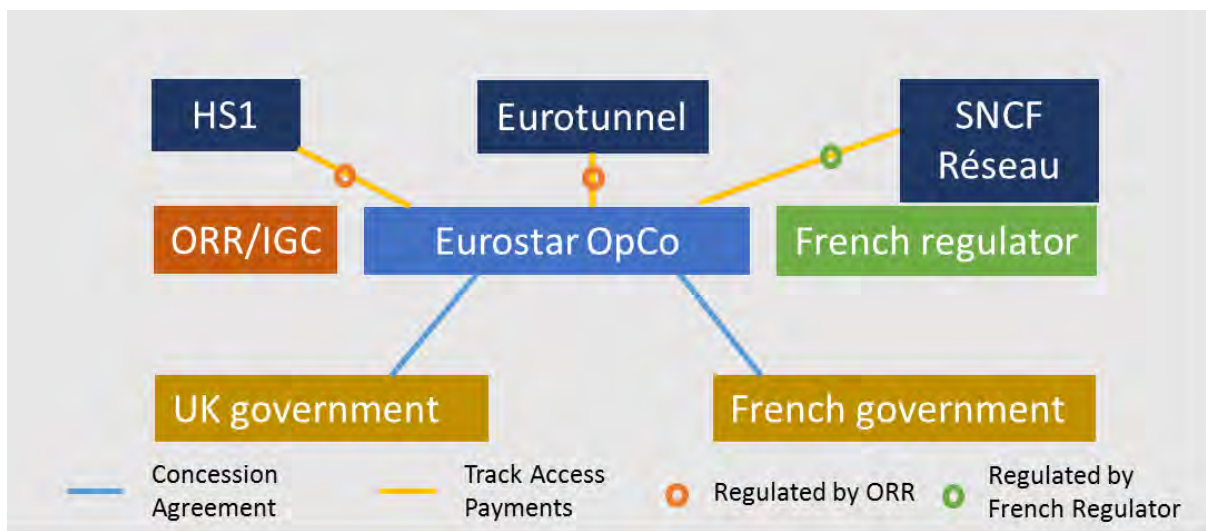 HS1
Eurotunnel
SNCF
Réseau
ORR/IGC
Eurostar OpCo
French regulator
UK government
French government
Concession
Agreement
Track Access
Payments
Regulated by ORR
Regulated by
French Regulator